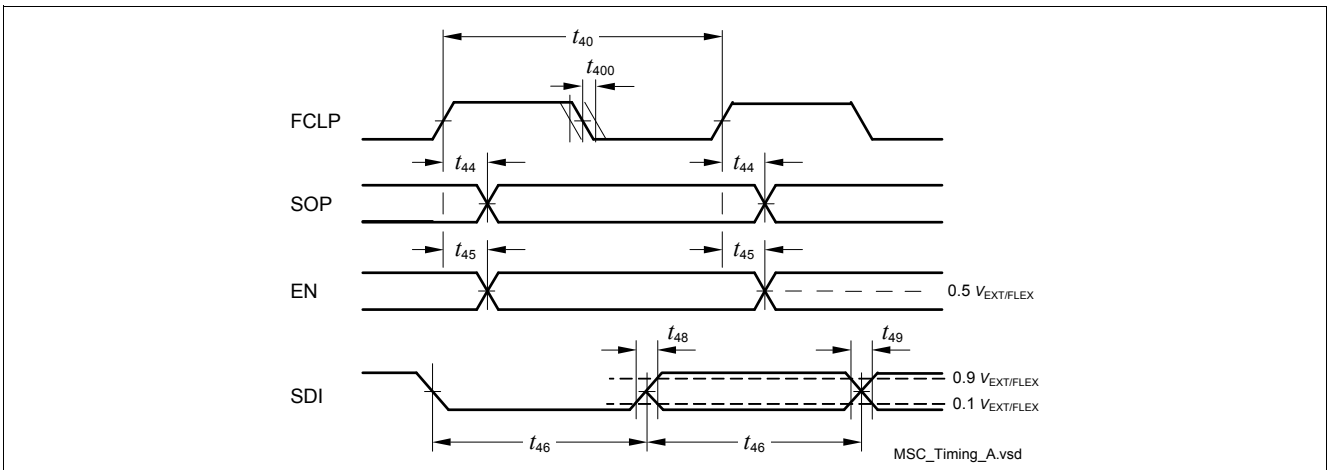 t40
t400
FCLP
t44 t44
SOP
t45 t45
EN
0.5 VEXT/FLEX
t48 t49
0.9 VEXT/FLEX
SDI
0.1 VEXT/FLEX
t46 t46
MSC_Timing_A.vsd